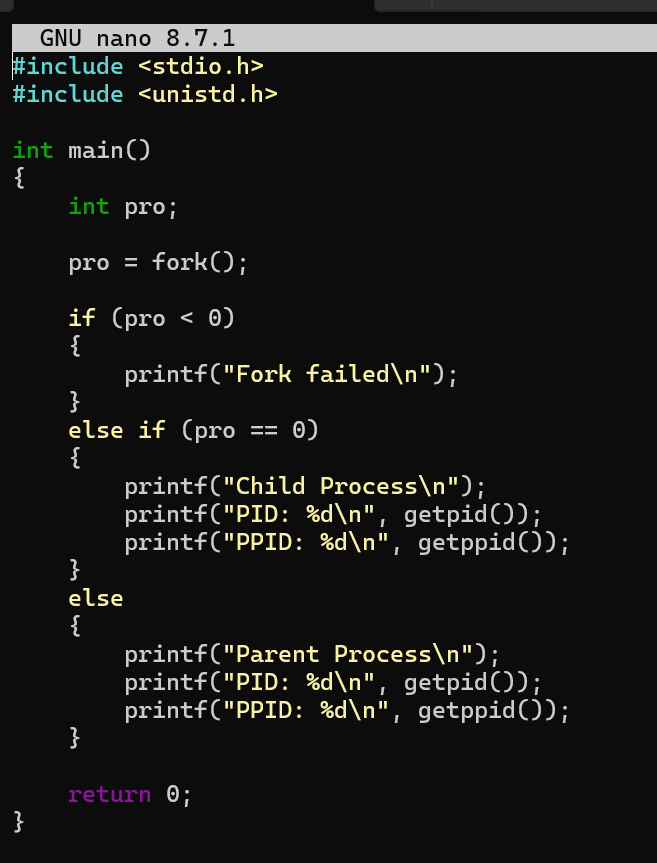 GNU nano 8.7.1
#include <stdio.h>
#include <unistd.h>
int main()
{
    int pro;
    pro = fork();
    if (pro < 0)
    {
        printf("Fork failed\n");
    }
    else if (pro == 0)
    {
        printf("Child Process\n");
        printf("PID: %d\n", getpid());
        printf("PPID: %d\n", getppid());
    }
    else
    {
        printf("Parent Process\n");
        printf("PID: %d\n", getpid());
        printf("PPID: %d\n", getppid());
    }
    return 0;
}